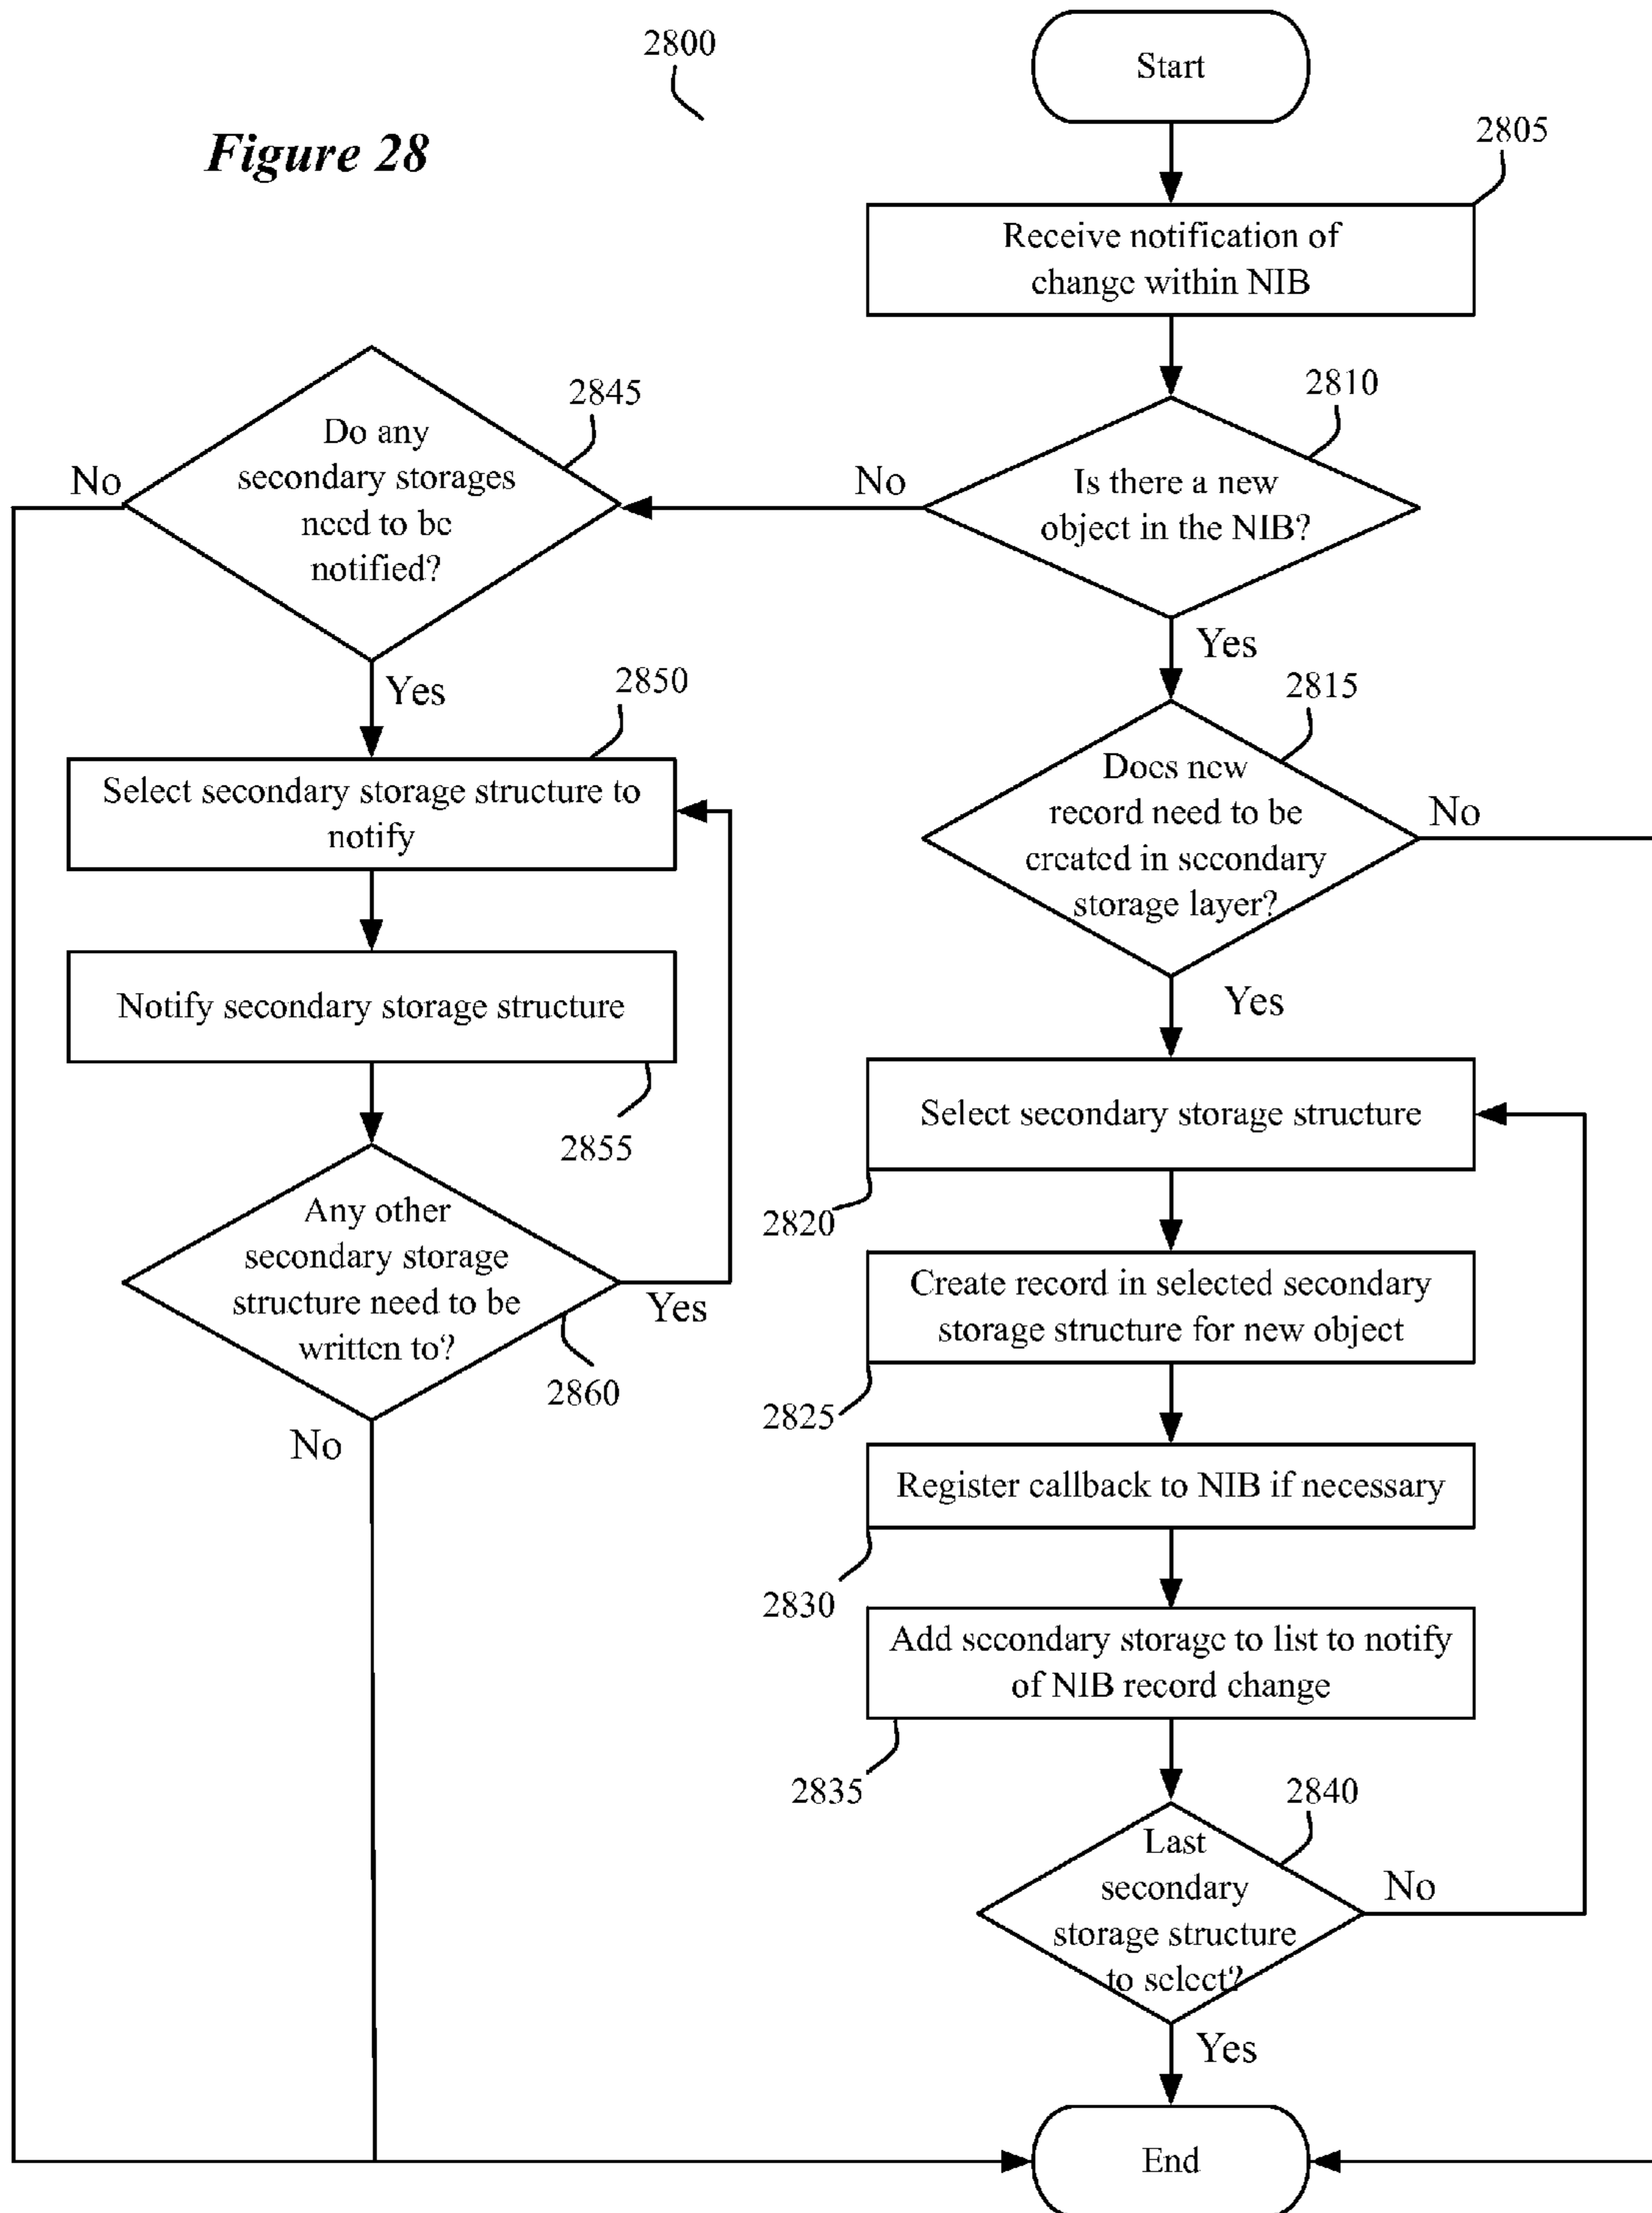 2800
Figure 28
Start
2805
Receive notification of
change within NIB
2810
Is there a new
object in the NIB?
No
Yes
2845
Do any
secondary storages
need to be
notified?
No
Yes
2850
Select secondary storage structure to
notify
Notify secondary storage structure
2855
Any other
secondary storage
structure need to be
written to?
Yes
2860
No
2815
Does new
record need to be
created in secondary
storage layer?
No
Yes
Select secondary storage structure
2820
Create record in selected secondary
storage structure for new object
2825
Register callback to NIB if necessary
2830
Add secondary storage to list to notify
of NIB record change
2835
2840
Last
secondary
storage structure
to select?
No
Yes
End